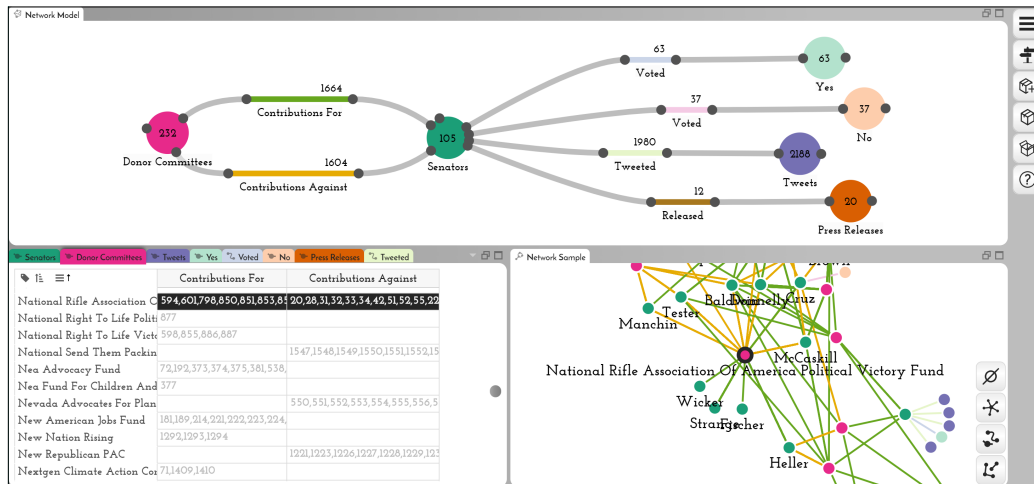 Network Model
63
Voted
63
Yes
1664
Contributions For
37
Voted
37
No
232
Donor Committees
105
Senators
1980
Tweeted
2188
Tweets
1604
Contributions Against
12
Released
20
Press Releases
Senators Donor Committees Tweets Yes Voted No Press Releases Tweeted
Contributions For Contributions Against
National Rifle Association C 594,601,798,850,851,853,85 20,28,31,32,33,34,42,51,52,55,22
National Right To Life Politi 877
National Right To Life Victo 598,855,886,887
National Send Them Packin 1547,1548,1549,1550,1551,1552,15
Nea Advocacy Fund 72,192,373,374,375,381,538,
Nea Fund For Children And 377
Nevada Advocates For Plan 550,551,552,553,554,555,556,5
New American Jobs Fund 181,189,214,221,222,223,224,
New Nation Rising 1292,1293,1294
New Republican PAC 1221,1223,1226,1227,1228,1229,123
Nextgen Climate Action Con 71,1409,1410
Network Sample
Brown
Baldwin Donnelly Cruz
Tester
Manchin
McCaskill
National Rifle Association Of America Political Victory Fund
Wicker
Strange Fischer
Heller